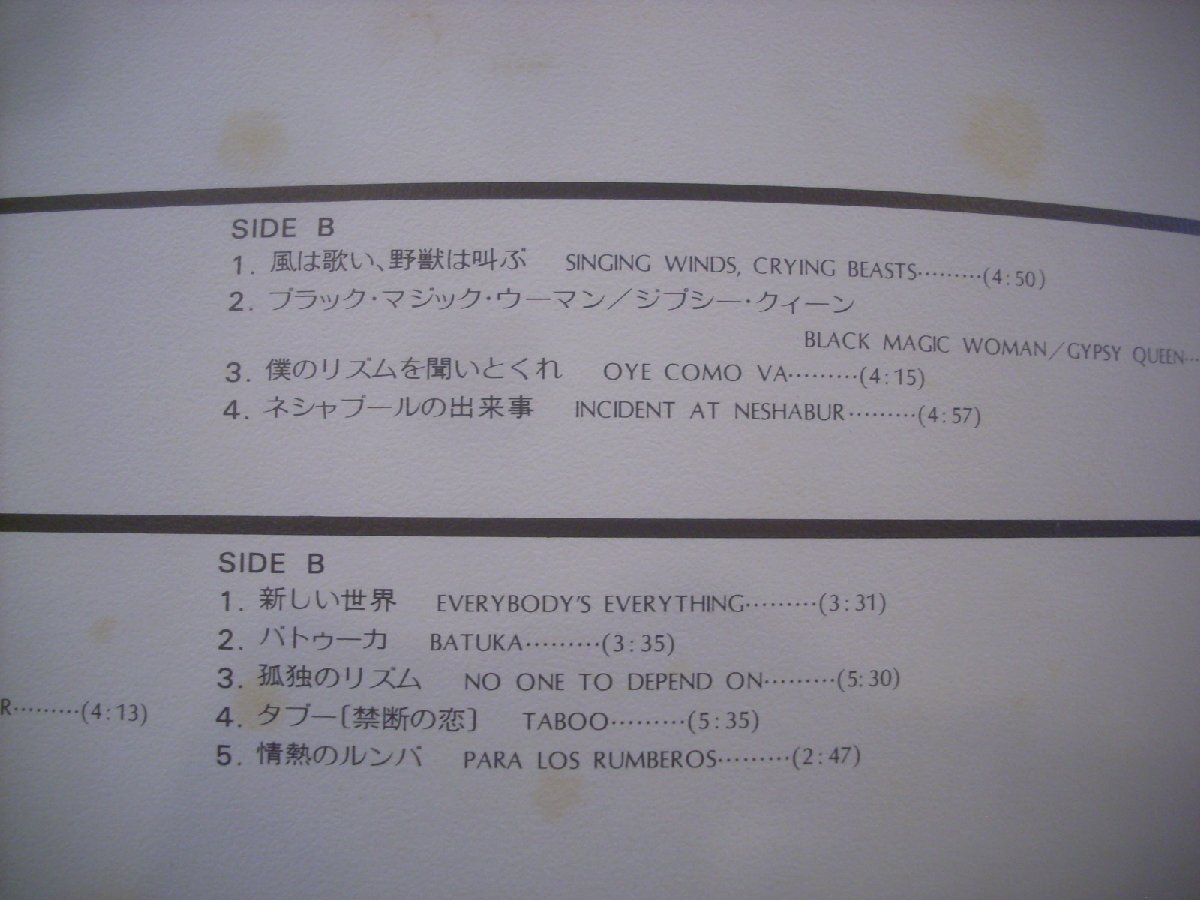 SIDE B
1. 風は歌い、野獣は叫ぶ SINGING WINDS, CRYING BEASTS………(4:50)
2. ブラック・マジック・ウーマン/ジプシー・クィーン
BLACK MAGIC WOMAN/GYPSY QUEEN…
3. 僕のリズムを聞いとくれ OYE COMO VA………(4:15)
4. ネシャブールの出来事 INCIDENT AT NESHABUR………(4:57)
SIDE B
1. 新しい世界 EVERYBODY'S EVERYTHING………(3:31)
2. バトゥーカ BATUKA………(3:35)
3. 孤独のリズム NO ONE TO DEPEND ON………(5:30)
R………(4:13)
4. タブー〔禁断の恋〕 TABOO………(5:35)
5. 情熱のルンバ PARA LOS RUMBEROS………(2:47)